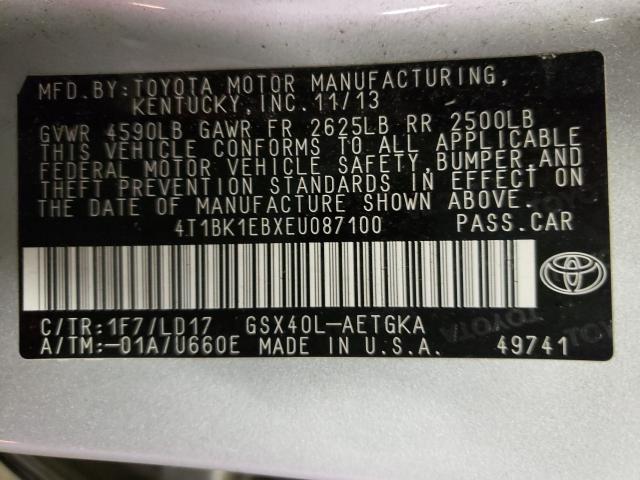 MFD.BY:TOYOTA MOTOR MANUFACTURING,
KENTUCKY,INC.11/13
GVWR 4590LB GAWR FR 2625LB RR 2500LB
THIS VEHICLE CONFORMS TO ALL APPLICABLE
FEDERAL MOTOR VEHICLE SAFETY,BUMPER,AND
THEFT PREVENTION STANDARDS IN EFFECT ON
THE DATE OF MANUFACTURE SHOWN ABOVE.
4T1BK1EBXEU087100 PASS.CAR
C/TR:1F7/LD17 GSX40L-AETGKA
A/TM:-01A/U660E MADE IN U.S.A. 49741
TOYOTA